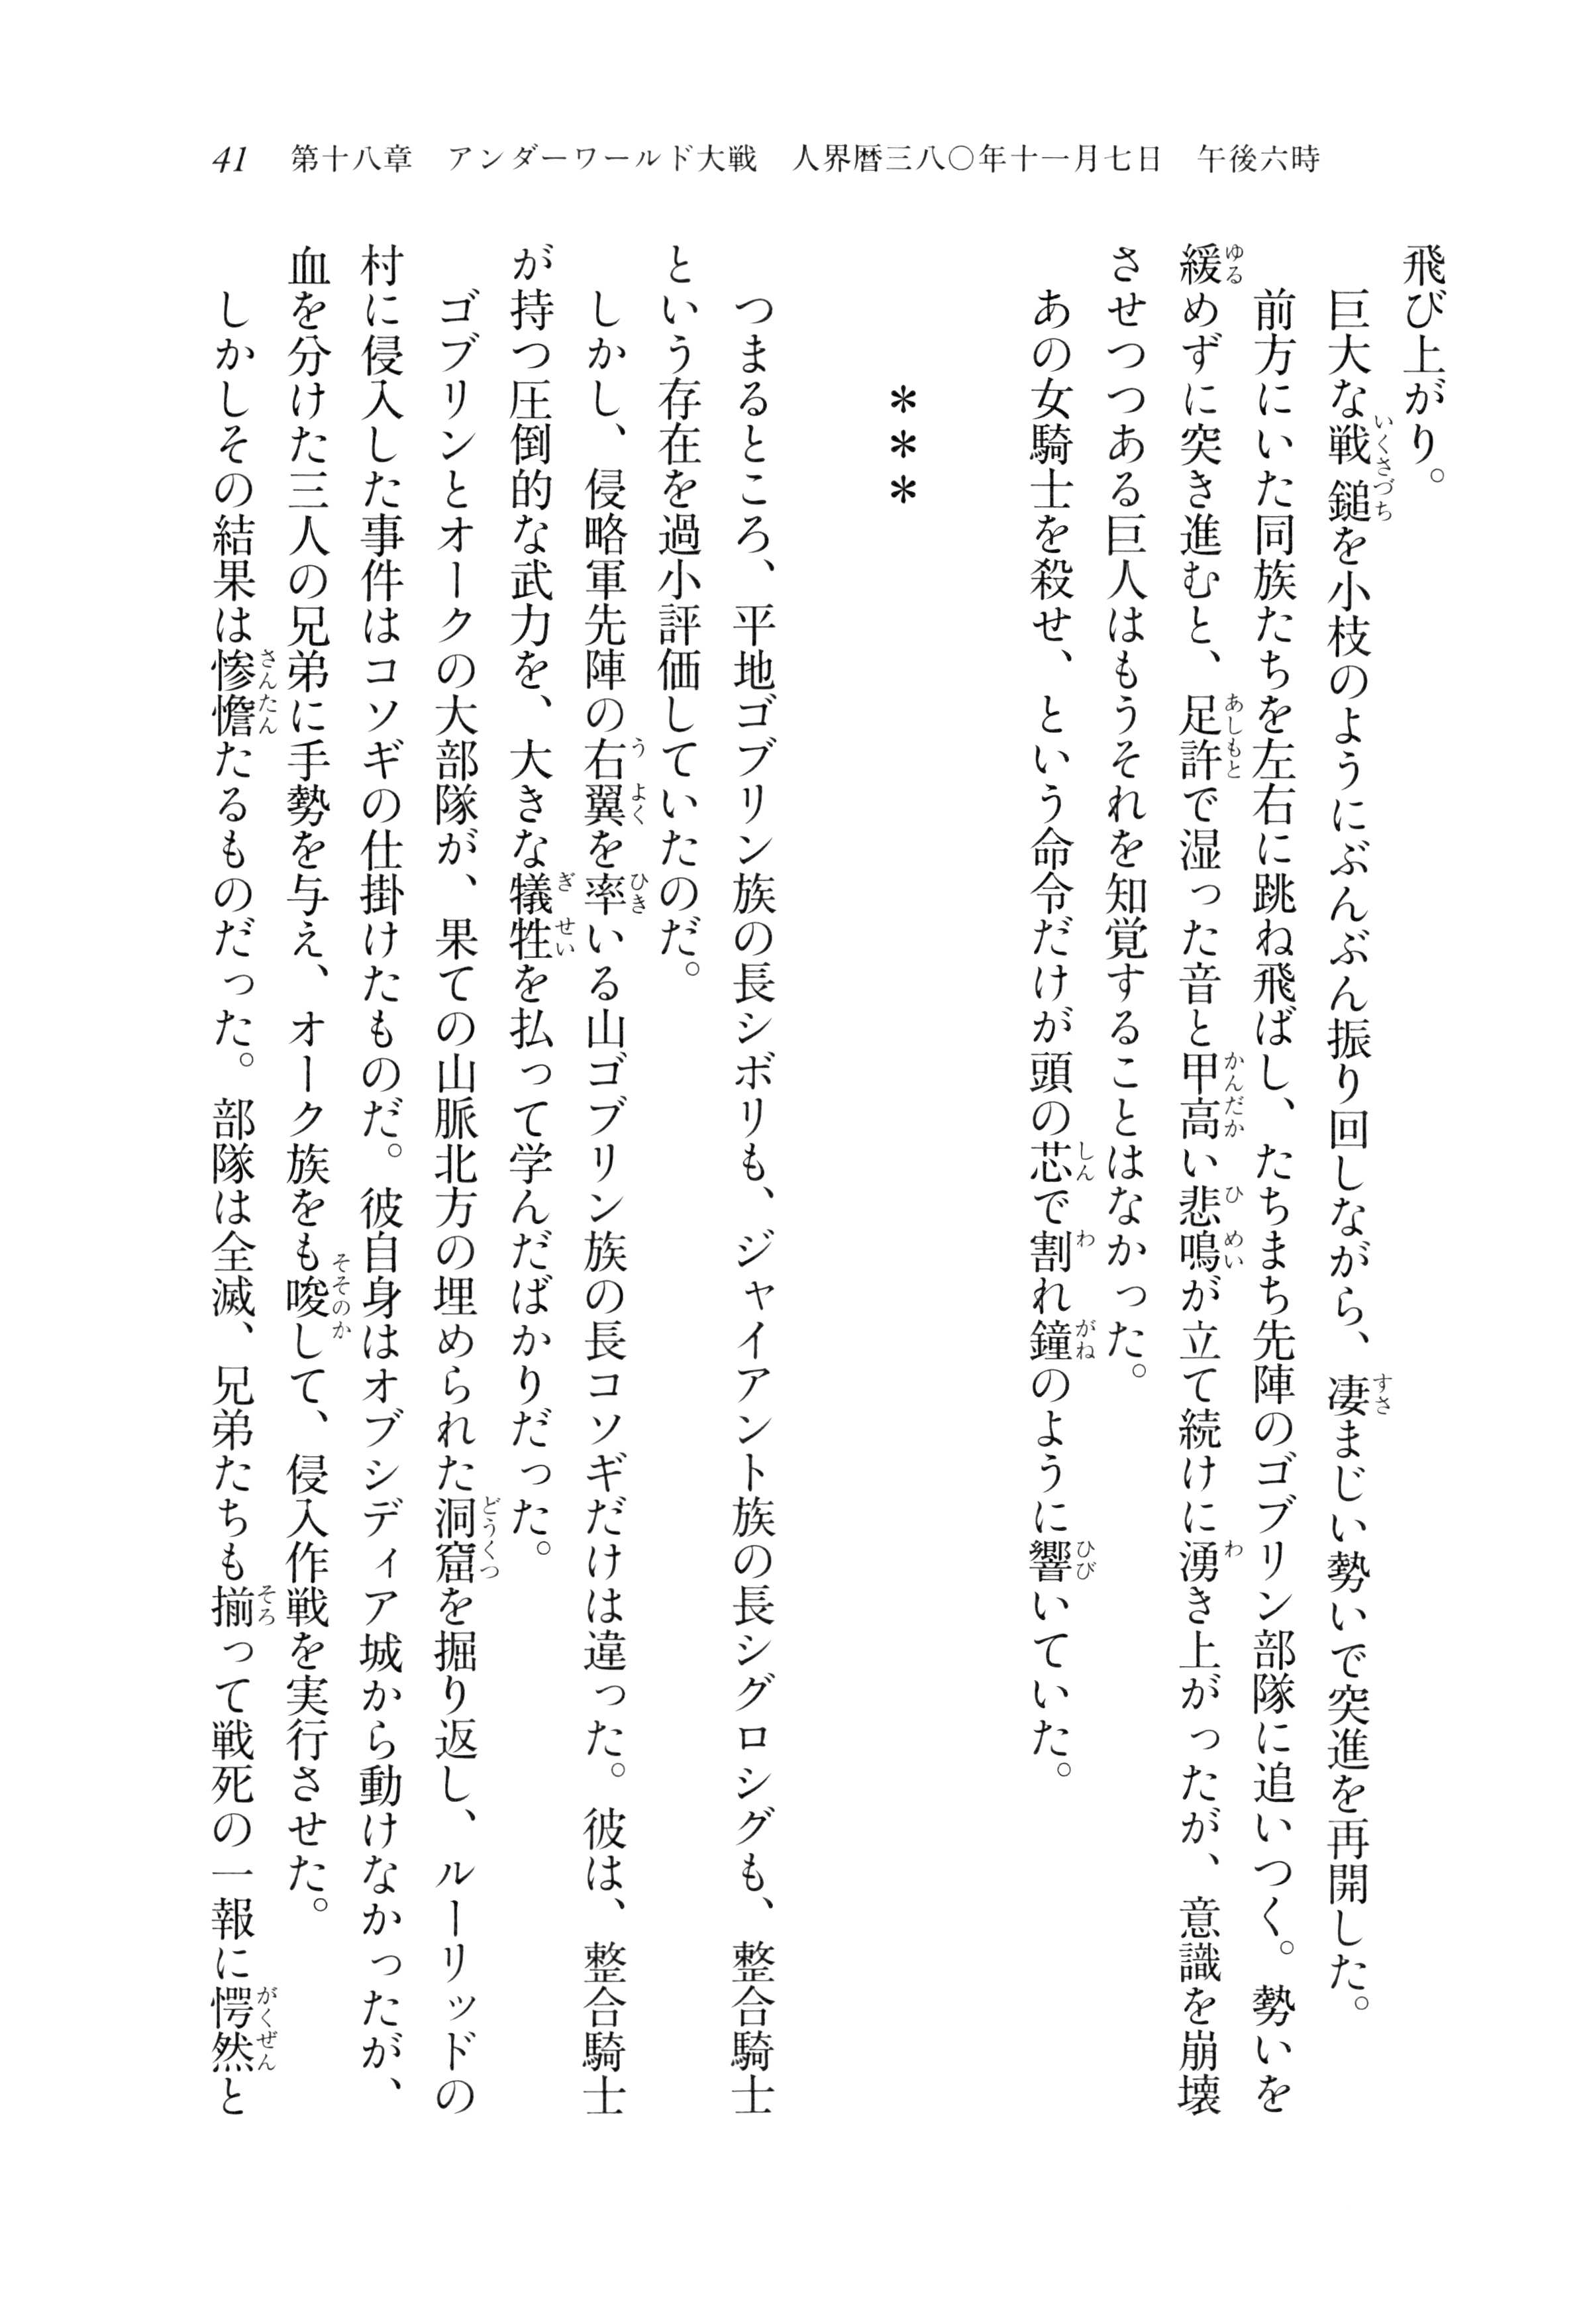 41　第十八章　アンダーワールド大戦　人界暦三八〇年十一月七日　午後六時
飛び上がり。
　巨大な戦鎚を小枝のようにぶんぶん振り回しながら、凄まじい勢いで突進を再開した。
　前方にいた同族たちを左右に跳ね飛ばし、たちまち先陣のゴブリン部隊に追いつく。勢いを
緩めずに突き進むと、足許で湿った音と甲高い悲鳴が立て続けに湧き上がったが、意識を崩壊
させつつある巨人はもうそれを知覚することはなかった。
　あの女騎士を殺せ、という命令だけが頭の芯で割れ鐘のように響いていた。
＊＊＊
　つまるところ、平地ゴブリン族の長シボリも、ジャイアント族の長シグロシグも、整合騎士
という存在を過小評価していたのだ。
　しかし、侵略軍先陣の右翼を率いる山ゴブリン族の長コソギだけは違った。彼は、整合騎士
が持つ圧倒的な武力を、大きな犠牲を払って学んだばかりだった。
　ゴブリンとオークの大部隊が、果ての山脈北方の埋められた洞窟を掘り返し、ルーリッドの
村に侵入した事件はコソギの仕掛けたものだ。彼自身はオブシディア城から動けなかったが、
血を分けた三人の兄弟に手勢を与え、オーク族をも唆して、侵入作戦を実行させた。
　しかしその結果は惨憺たるものだった。部隊は全滅、兄弟たちも揃って戦死の一報に愕然と